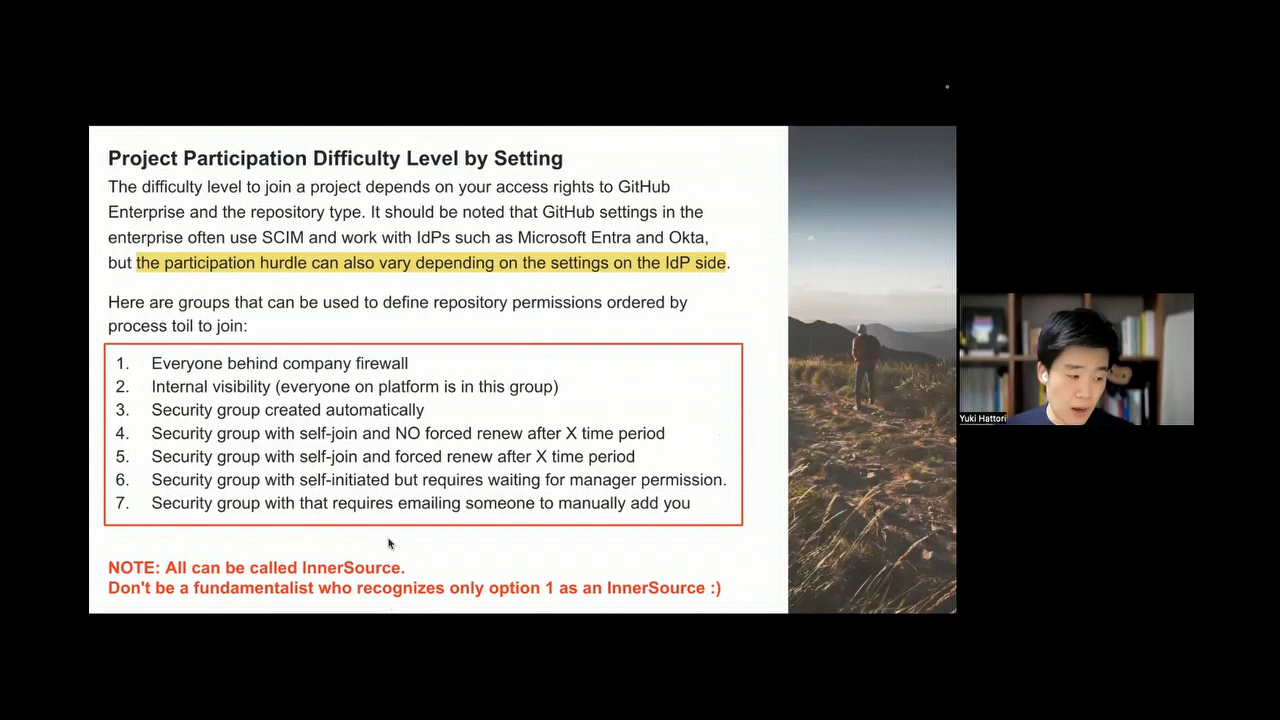 Project Participation Difficulty Level by Setting
The difficulty level to join a project depends on your access rights to GitHub
Enterprise and the repository type. It should be noted that GitHub settings in the
enterprise often use SCIM and work with IdPs such as Microsoft Entra and Okta,
but the participation hurdle can also vary depending on the settings on the IdP side.
Here are groups that can be used to define repository permissions ordered by
process toil to join:
1. Everyone behind company firewall
2. Internal visibility (everyone on platform is in this group)
3. Security group created automatically
4. Security group with self-join and NO forced renew after X time period
5. Security group with self-join and forced renew after X time period
6. Security group with self-initiated but requires waiting for manager permission.
7. Security group with that requires emailing someone to manually add you
NOTE: All can be called InnerSource.
Don't be a fundamentalist who recognizes only option 1 as an InnerSource :)
Yuki Hattori